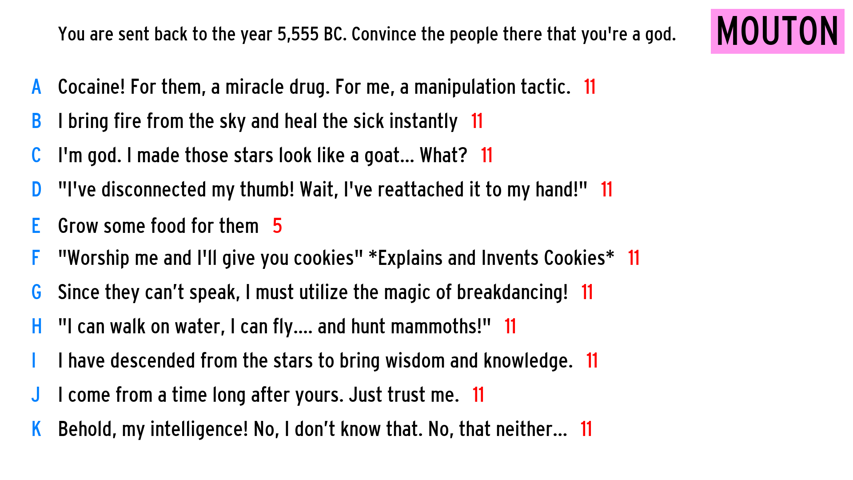 You are sent back to the year 5,555 BC. Convince the people there that you're a god.
MOUTON
A Cocaine! For them, a miracle drug. For me, a manipulation tactic. 11
B I bring fire from the sky and heal the sick instantly 11
C I'm god. I made those stars look like a goat... What? 11
D "I've disconnected my thumb! Wait, I've reattached it to my hand!" 11
E Grow some food for them 5
F "Worship me and I'll give you cookies" *Explains and Invents Cookies* 11
G Since they can’t speak, I must utilize the magic of breakdancing! 11
H "I can walk on water, I can fly.... and hunt mammoths!" 11
I I have descended from the stars to bring wisdom and knowledge. 11
J I come from a time long after yours. Just trust me. 11
K Behold, my intelligence! No, I don’t know that. No, that neither... 11